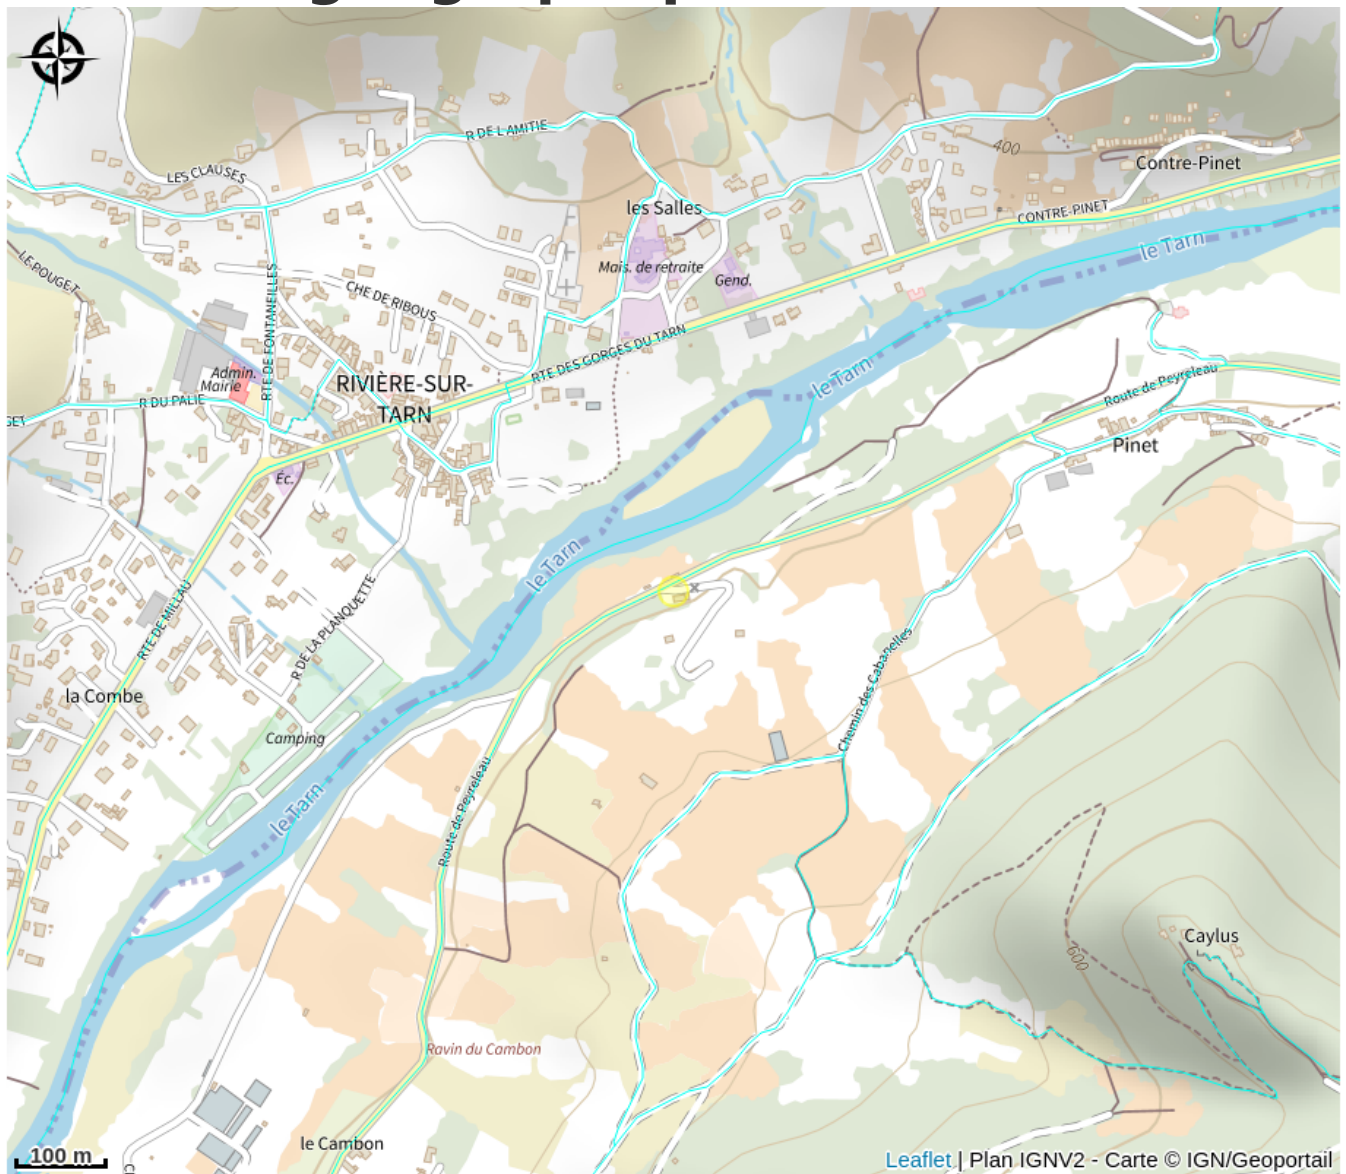 R DE L AMITIE
400
Contre-Pinet
LES CLAUSES
les Salles
CONTRE-PINET
le Tarn
LE POUGET
Mais. de retraite
Gend.
CHE DE RIBOUS
RTE DE FONTANEILLES
RTE DES GORGES DU TARN
Admin.
Mairie
RIVIÈRE-SUR-
TARN
le Tarn
Route de Peyreleau
R DU PALIE
GET
Pinet
Éc.
le Tarn
RTE DE MILLAU
R DE LA PLANQUETTE
Chemin des Cabanelles
la Combe
Camping
le Tarn
Route de Peyreleau
Caylus
600
Ravin du Cambon
le Cambon
100 m
Leaflet | Plan IGNV2 - Carte © IGN/Geoportail